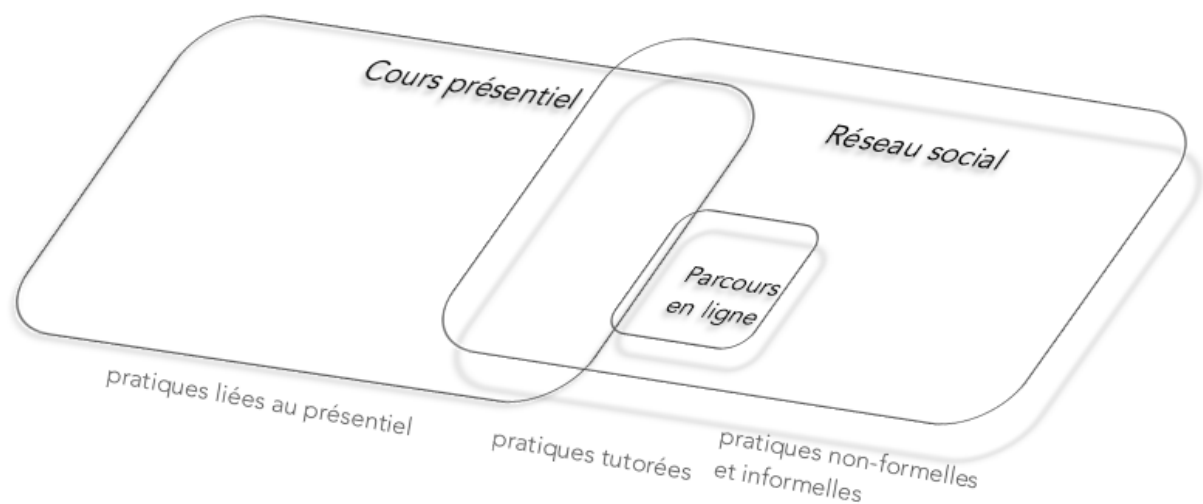 Cours présentiel
Réseau social
Parcours
en ligne
pratiques liées au présentiel
pratiques tutorées
pratiques non-formelles
et informelles